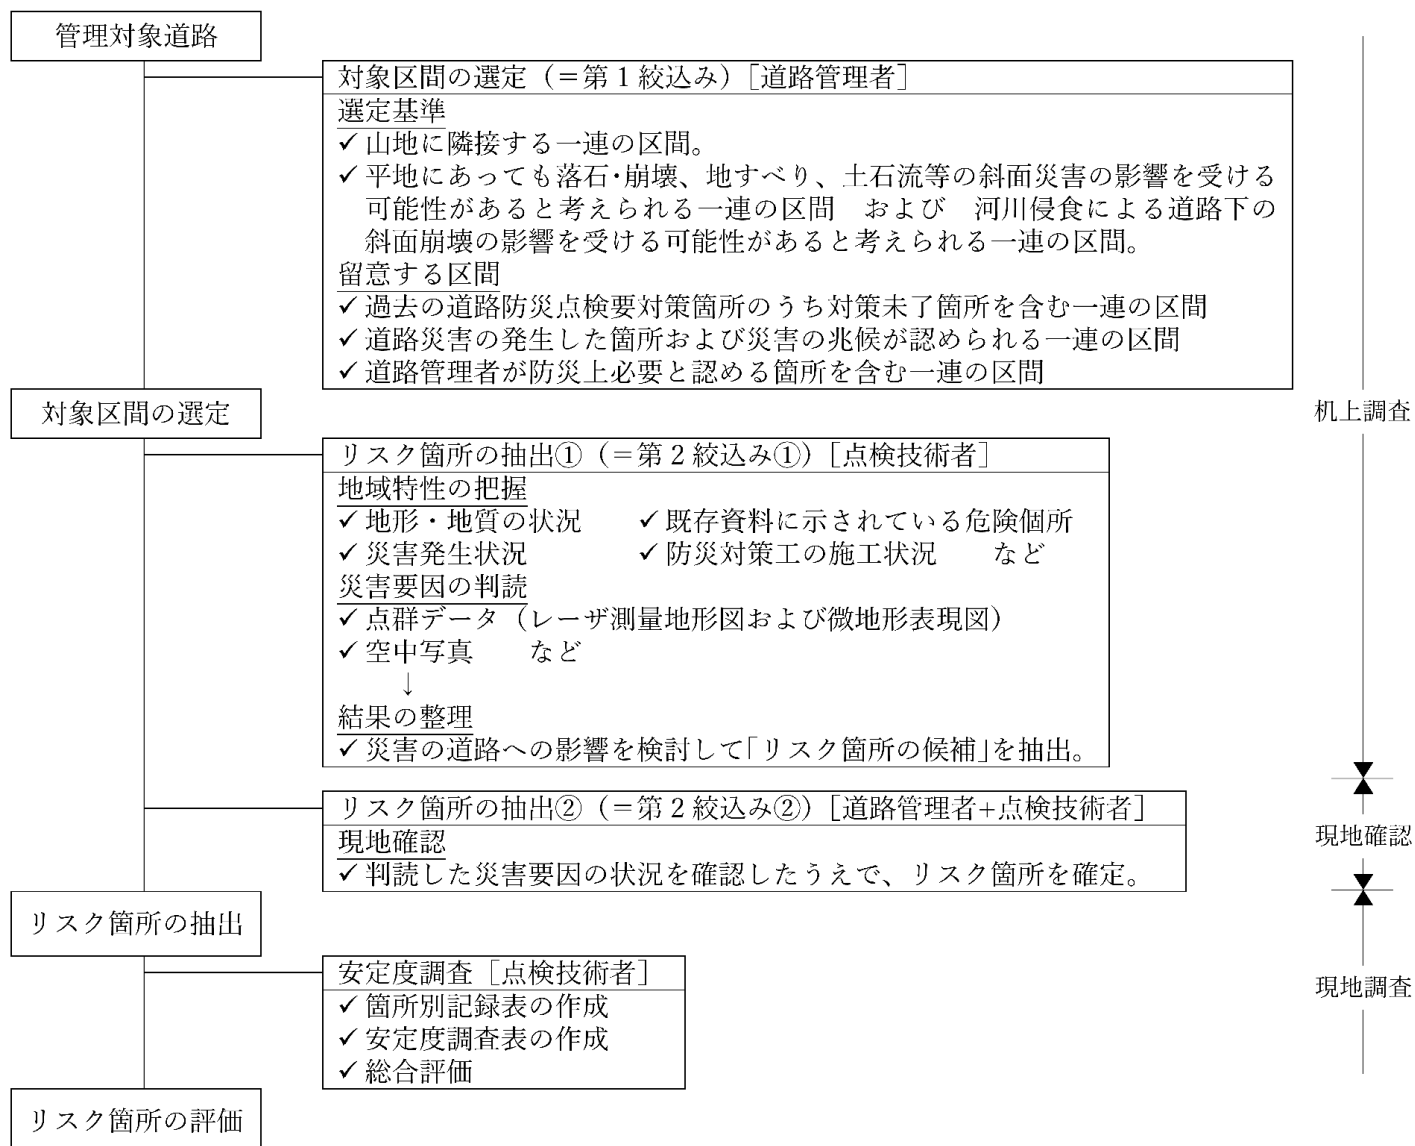 管理対象道路
対象区間の選定（＝第１絞込み）［道路管理者］
選定基準
✓山地に隣接する一連の区間。
✓平地にあっても落石･崩壊、地すべり、土石流等の斜面災害の影響を受ける
可能性があると考えられる一連の区間　および　河川侵食による道路下の
斜面崩壊の影響を受ける可能性があると考えられる一連の区間。
留意する区間
✓過去の道路防災点検要対策箇所のうち対策未了箇所を含む一連の区間
✓道路災害の発生した箇所および災害の兆候が認められる一連の区間
✓道路管理者が防災上必要と認める箇所を含む一連の区間
対象区間の選定
机上調査
リスク箇所の抽出①（＝第２絞込み①）［点検技術者］
地域特性の把握
✓地形・地質の状況　　✓既存資料に示されている危険個所
✓災害発生状況　　　　✓防災対策工の施工状況　　など
災害要因の判読
✓点群データ（レーザ測量地形図および微地形表現図）
✓空中写真　　など
↓
結果の整理
✓災害の道路への影響を検討して｢リスク箇所の候補｣を抽出。
リスク箇所の抽出②（＝第２絞込み②）［道路管理者+点検技術者］
現地確認
✓判読した災害要因の状況を確認したうえで、リスク箇所を確定。
現地確認
リスク箇所の抽出
安定度調査［点検技術者］
✓箇所別記録表の作成
✓安定度調査表の作成
✓総合評価
現地調査
リスク箇所の評価